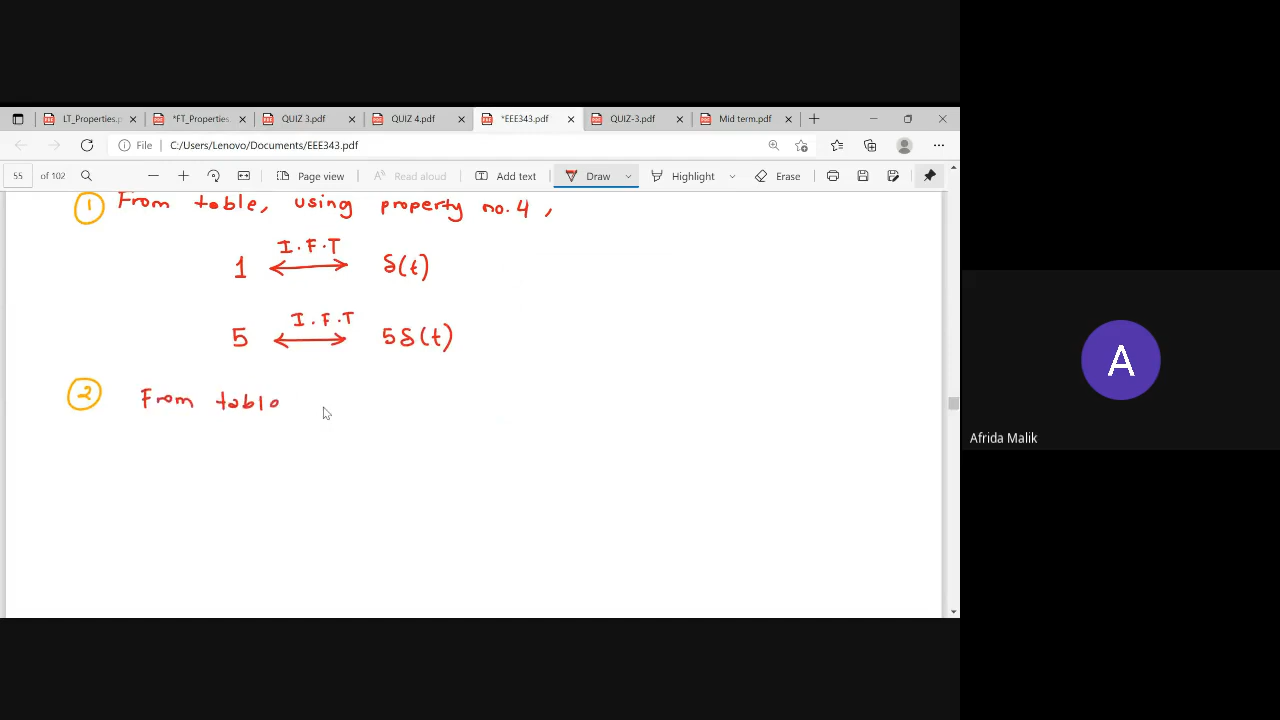 LT_Properties.p
*FT_Properties
QUIZ 3.pdf
QUIZ 4.pdf
*EEE343.pdf
QUIZ-3.pdf
Mid term.pdf
File C:/Users/Lenovo/Documents/EEE343.pdf
55 of 102 Page view Read aloud Add text Draw Highlight Erase
1 From table, using property no. 4,
I.F.T
1 ⟷ δ(t)
I.F.T
5 ⟷ 5δ(t)
2 From table
A
Afrida Malik